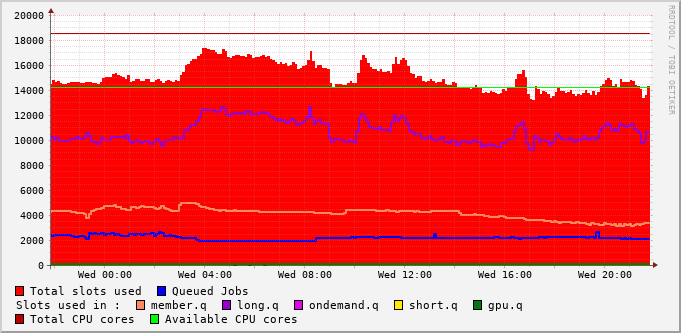 20000
18000
16000
14000
12000
10000
8000
6000
4000
2000
0
Wed 00:00 Wed 04:00 Wed 08:00 Wed 12:00 Wed 16:00 Wed 20:00
RRDTOOL / TOBI OETIKER
Total slots used Queued Jobs
Slots used in : member.q long.q ondemand.q short.q gpu.q
Total CPU cores Available CPU cores